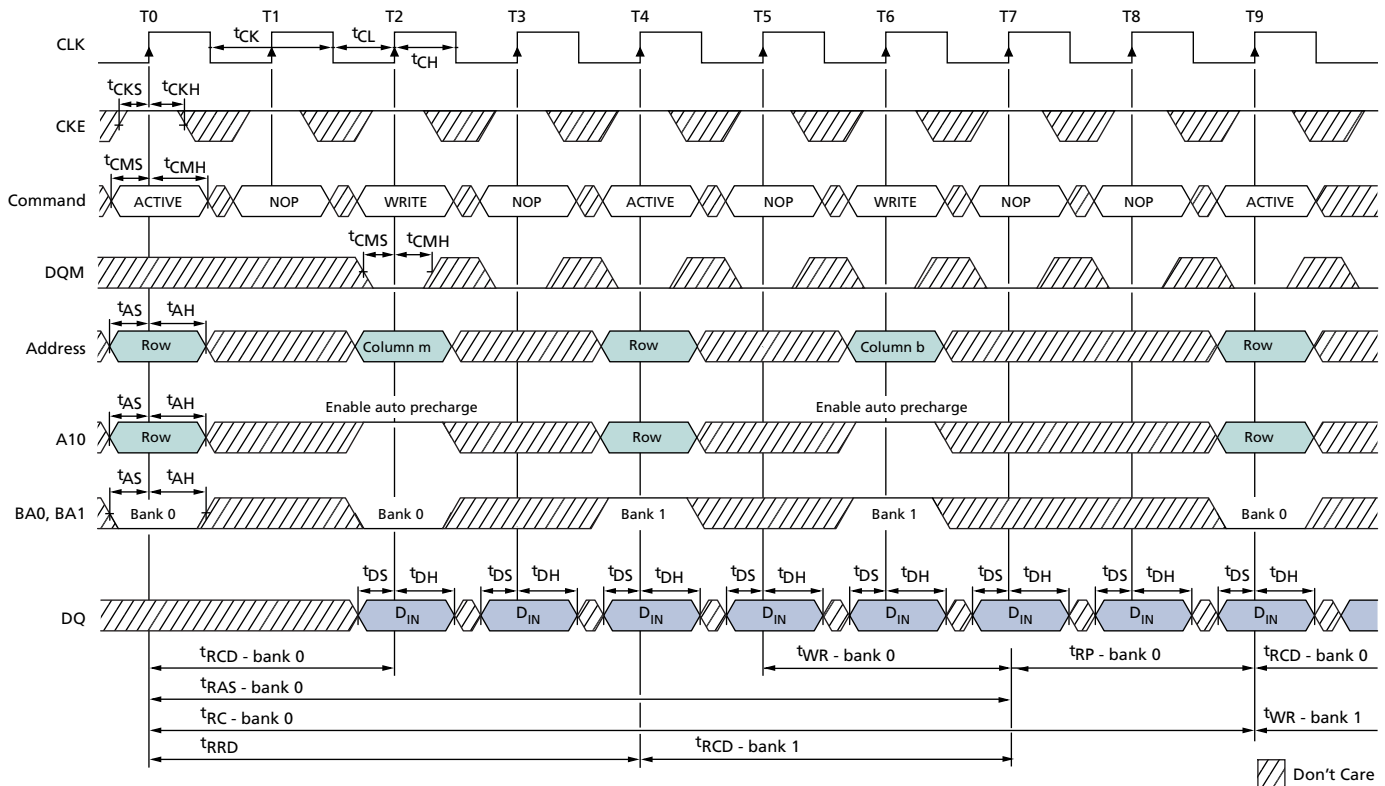 T0 T1 T2 T3 T4 T5 T6 T7 T8 T9
CLK tCK tCL tCH
tCKS tCKH
CKE
tCMS tCMH
Command ACTIVE NOP WRITE NOP ACTIVE NOP WRITE NOP NOP ACTIVE
tCMS tCMH
DQM
tAS tAH
Address Row Column m Row Column b Row
tAS tAH Enable auto precharge Enable auto precharge
A10 Row Row Row
tAS tAH
BA0, BA1 Bank 0 Bank 0 Bank 1 Bank 1 Bank 0
tDS tDH tDS tDH tDS tDH tDS tDH tDS tDH tDS tDH tDS tDH tDS tDH
DQ DIN DIN DIN DIN DIN DIN DIN DIN
tRCD - bank 0 tWR - bank 0 tRP - bank 0 tRCD - bank 0
tRAS - bank 0
tRC - bank 0 tWR - bank 1
tRRD tRCD - bank 1
Don't Care